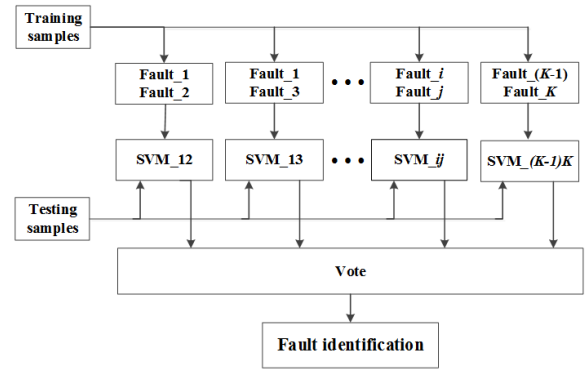 Training
samples
Fault_1
Fault_2
Fault_1
Fault_3
Fault_i
Fault_j
Fault_(K-1)
Fault_K
SVM_12
SVM_13
SVM_ij
SVM_(K-1)K
Testing
samples
Vote
Fault identification